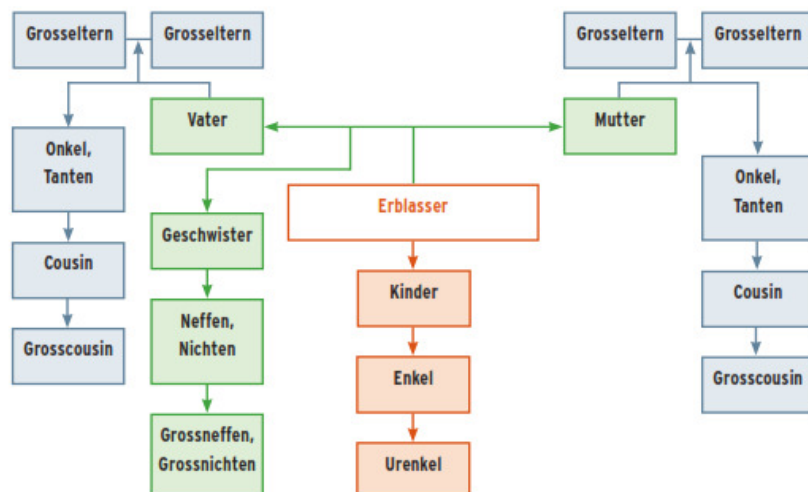 Grosseltern
Grosseltern
Grosseltern
Grosseltern
Vater
Mutter
Onkel,
Tanten
Onkel,
Tanten
Erblasser
Geschwister
Cousin
Kinder
Cousin
Neffen,
Nichten
Grosscousin
Enkel
Grosscousin
Grossneffen,
Grossnichten
Urenkel